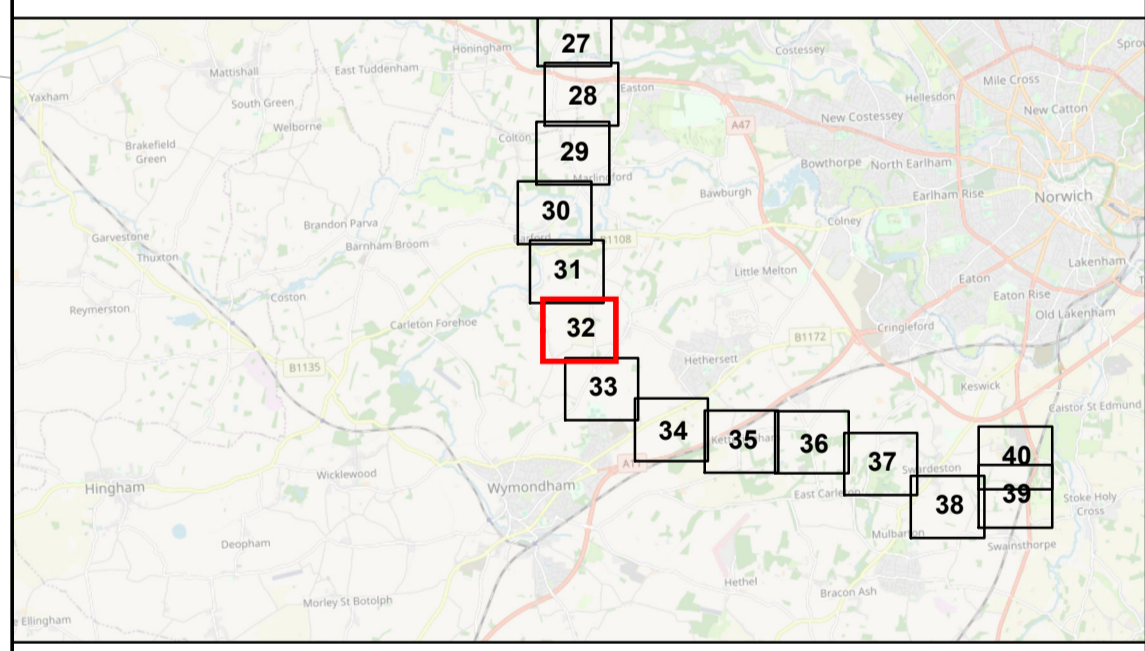 27
Honingham
Costessey
Mattishall
East Tuddenham
Mile Cross
Yaxham
South Green
28
Easton
Hellesdon
New Catton
Welborne
A47
New Costessey
Colton
Brakefield
Green
29
Bowthorpe
North Earlham
Bawburgh
Earlham Rise
Norwich
30
Brandon Parva
Colney
Garvestone
Barnham Broom
B1108
Thuxton
31
Little Melton
Lakenham
Eaton
Coston
Eaton Rise
Reymerston
Carleton Forehoe
32
Cringleford
Old Lakenham
B1172
Hethersett
B1135
33
Keswick
Caistor St Edmund
34
35
36
40
A11
37
Swardeston
Wicklewood
Hingham
Wymondham
East Carleton
38
39
Stoke Holy
Cross
Mulbarton
Deopham
Swainsthorpe
Hethel
Bracon Ash
Morley St Botolph
e Ellingham